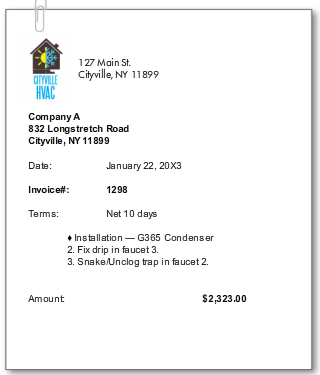 127 Main St.
Cityville, NY 11899
CITYVILLE
HVAC
Company A
832 Longstretch Road
Cityville, NY 11899
Date: January 22, 20X3
Invoice#: 1298
Terms: Net 10 days
♦ Installation — G365 Condenser
2. Fix drip in faucet 3.
3. Snake/Unclog trap in faucet 2.
Amount: $2,323.00